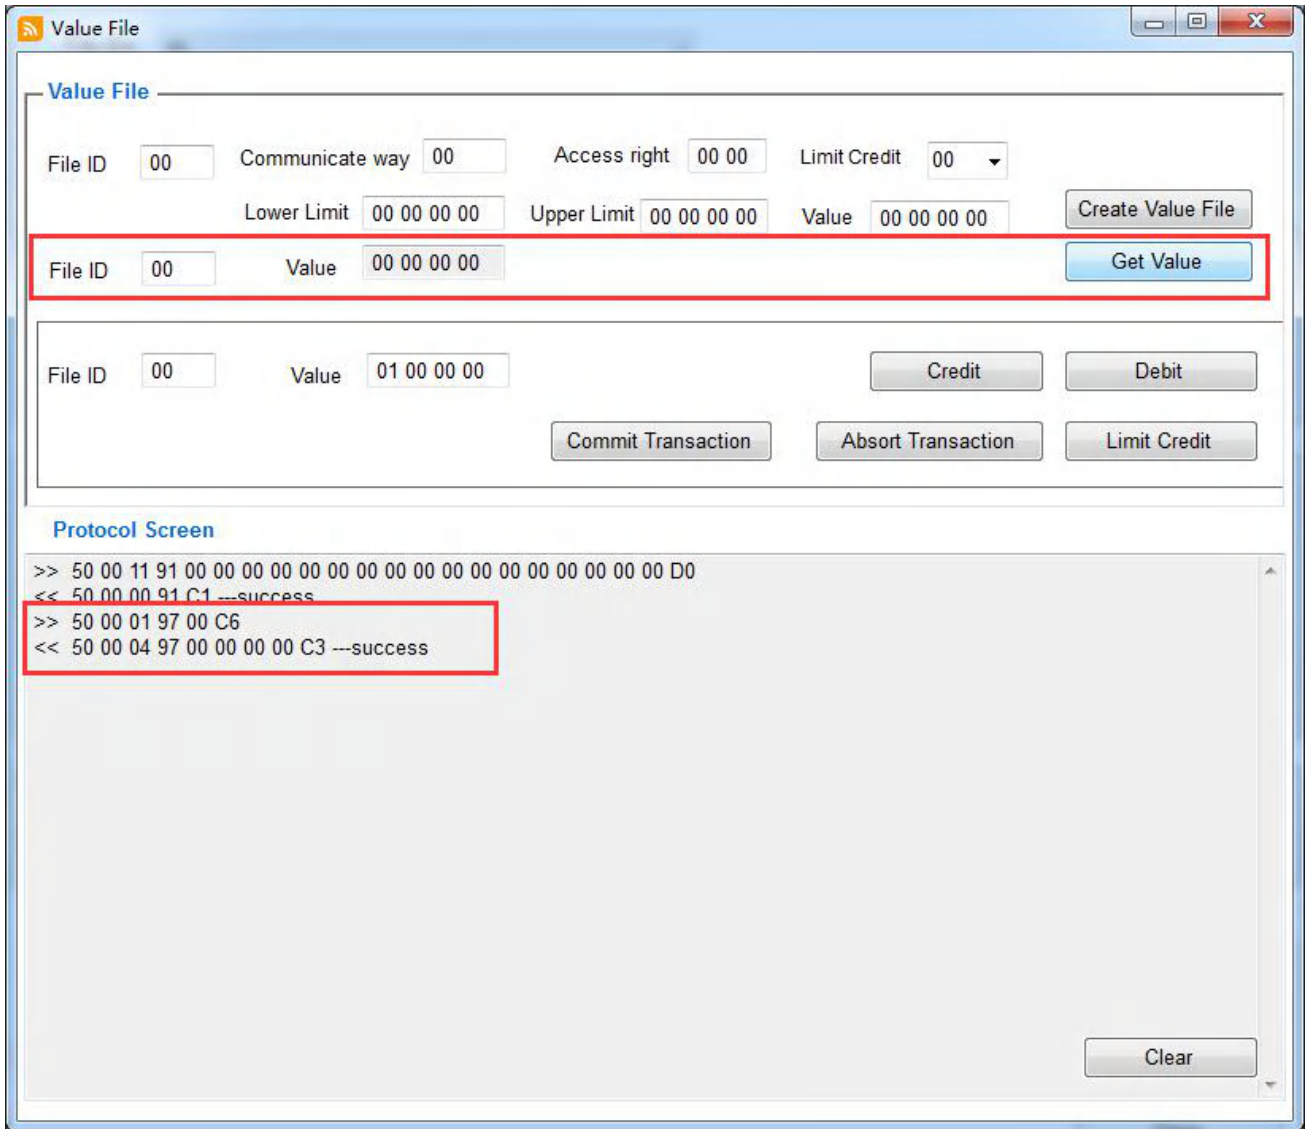 Value File
Value File
File ID 00 Communicate way 00 Access right 00 00 Limit Credit 00
Lower Limit 00 00 00 00 Upper Limit 00 00 00 00 Value 00 00 00 00 Create Value File
File ID 00 Value 00 00 00 00 Get Value
File ID 00 Value 01 00 00 00 Credit Debit
Commit Transaction Absort Transaction Limit Credit
Protocol Screen
>> 50 00 11 91 00 00 00 00 00 00 00 00 00 00 00 00 00 00 00 00 00 D0
<< 50 00 00 91 C1 ---success
>> 50 00 01 97 00 C6
<< 50 00 04 97 00 00 00 00 C3 ---success
Clear